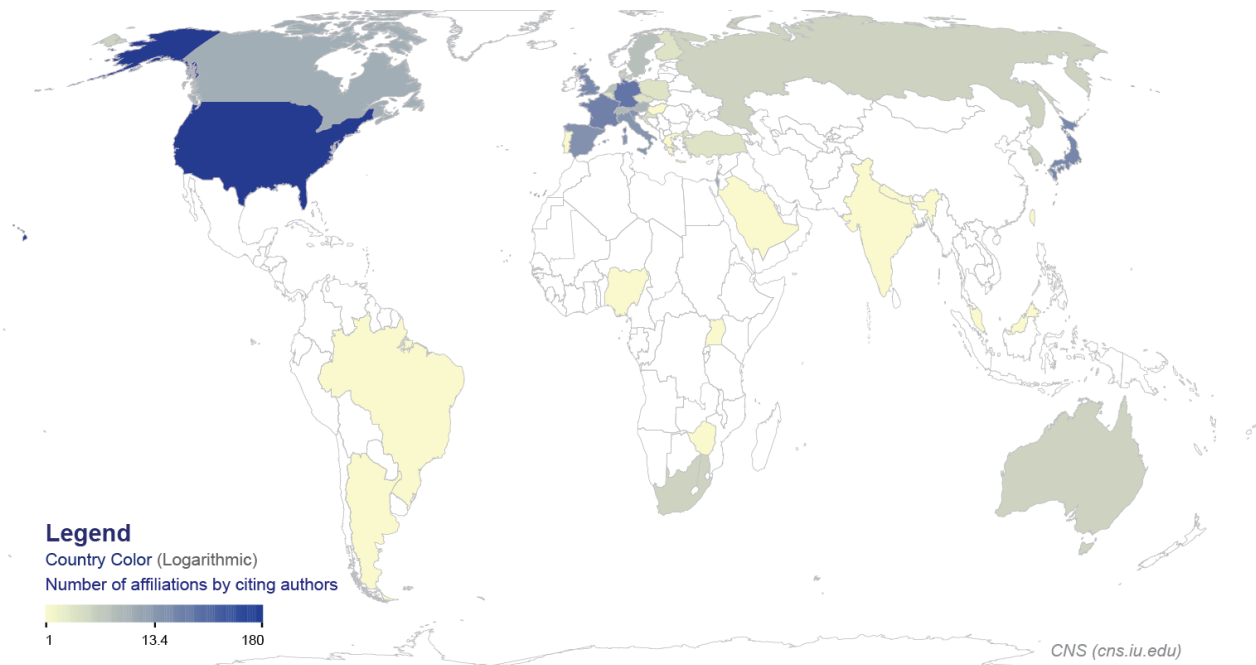 Legend
Country Color (Logarithmic)
Number of affiliations by citing authors
1 13.4 180
CNS (cns.iu.edu)